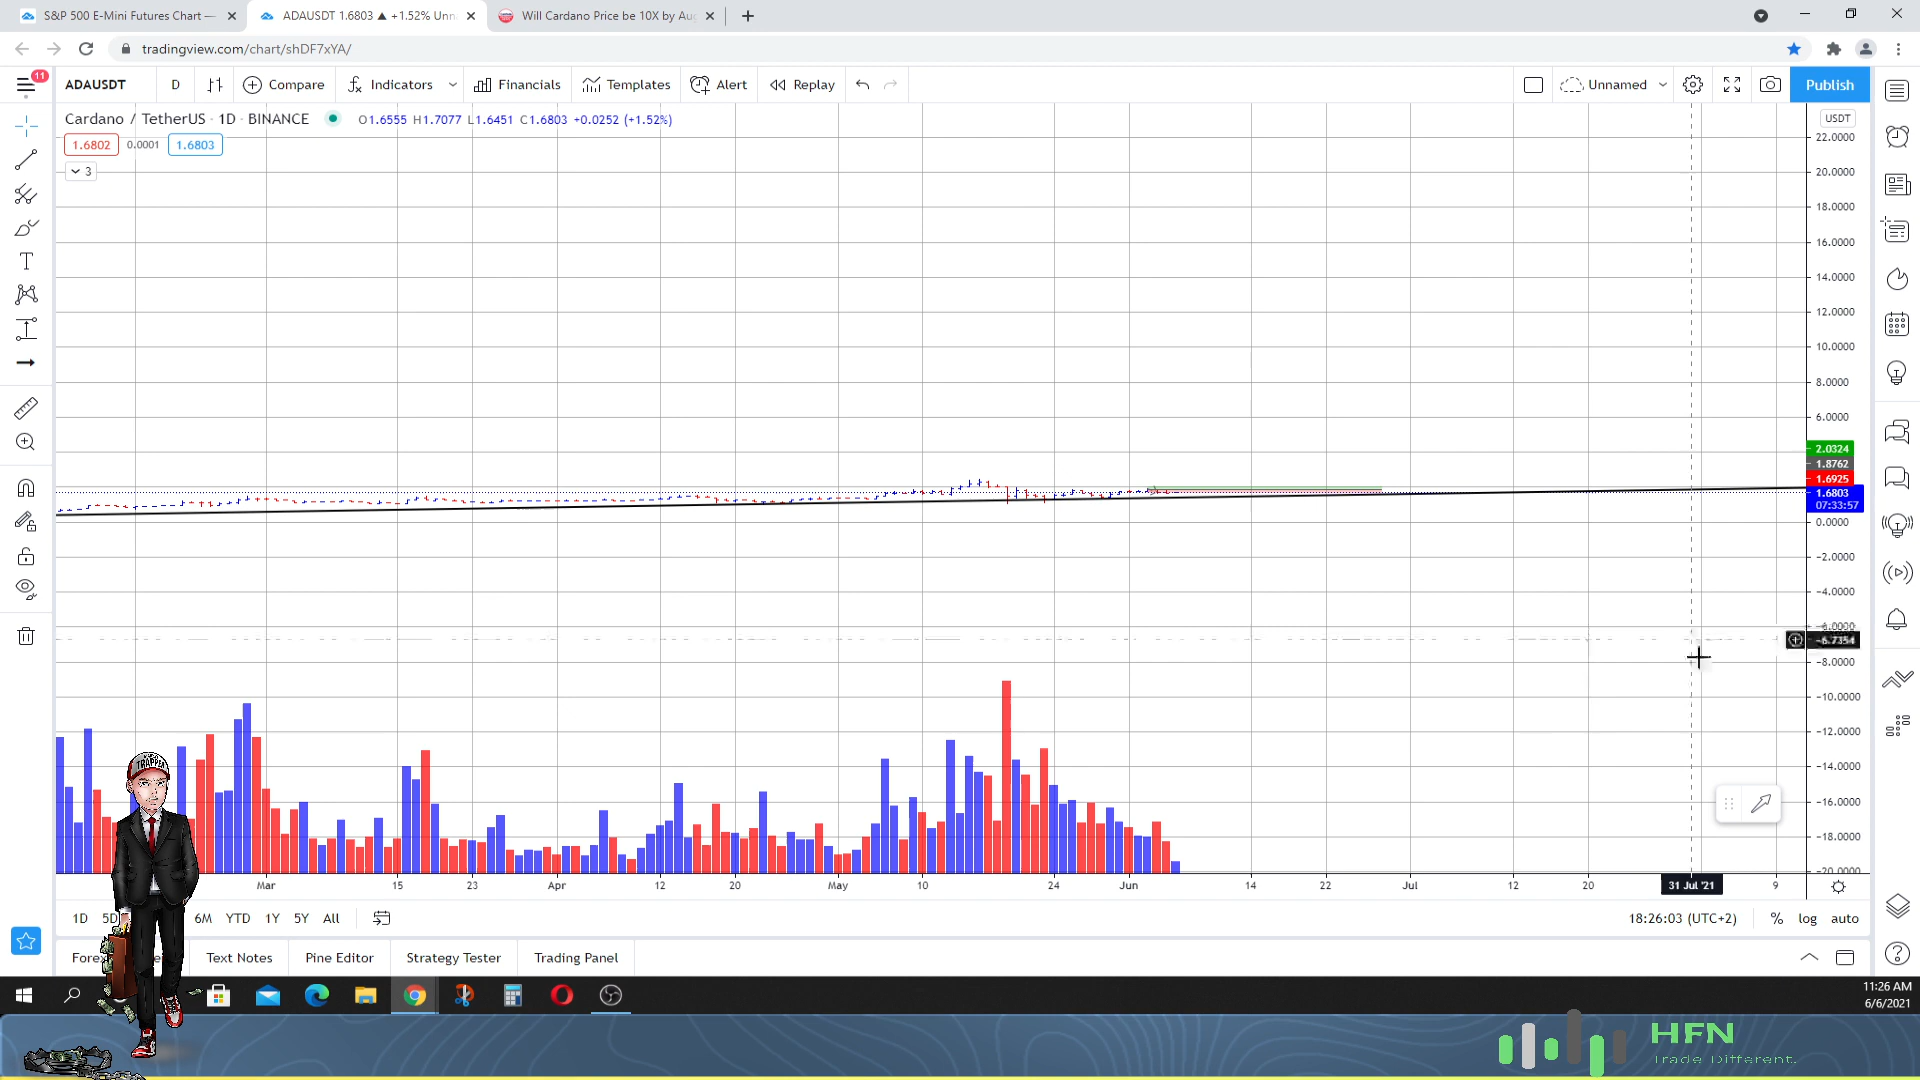 S&P 500 E-Mini Futures Chart —
ADAUSDT 1.6803 ▲ +1.52% Unn
Will Cardano Price be 10X by Au
tradingview.com/chart/shDF7xYA/
11
ADAUSDT D Compare Indicators Financials Templates Alert Replay Unnamed Publish
Cardano / TetherUS · 1D · BINANCE O1.6555 H1.7077 L1.6451 C1.6803 +0.0252 (+1.52%)
USDT
1.6802 0.0001 1.6803
3
22.0000
20.0000
18.0000
16.0000
14.0000
12.0000
10.0000
8.0000
6.0000
2.0324
1.8762
1.6925
1.6803
07:33:57
0.0000
-2.0000
-4.0000
-6.0000
-6.7354
-8.0000
-10.0000
-12.0000
-14.0000
-16.0000
-18.0000
-20.0000
TRAPPER
Mar 15 23 Apr 12 20 May 10 24 Jun 14 22 Jul 12 20 31 Jul '21 9
1D 5D 6M YTD 1Y 5Y All 18:26:03 (UTC+2) % log auto
Text Notes Pine Editor Strategy Tester Trading Panel
11:26 AM
6/6/2021
HFN
Trade Different.